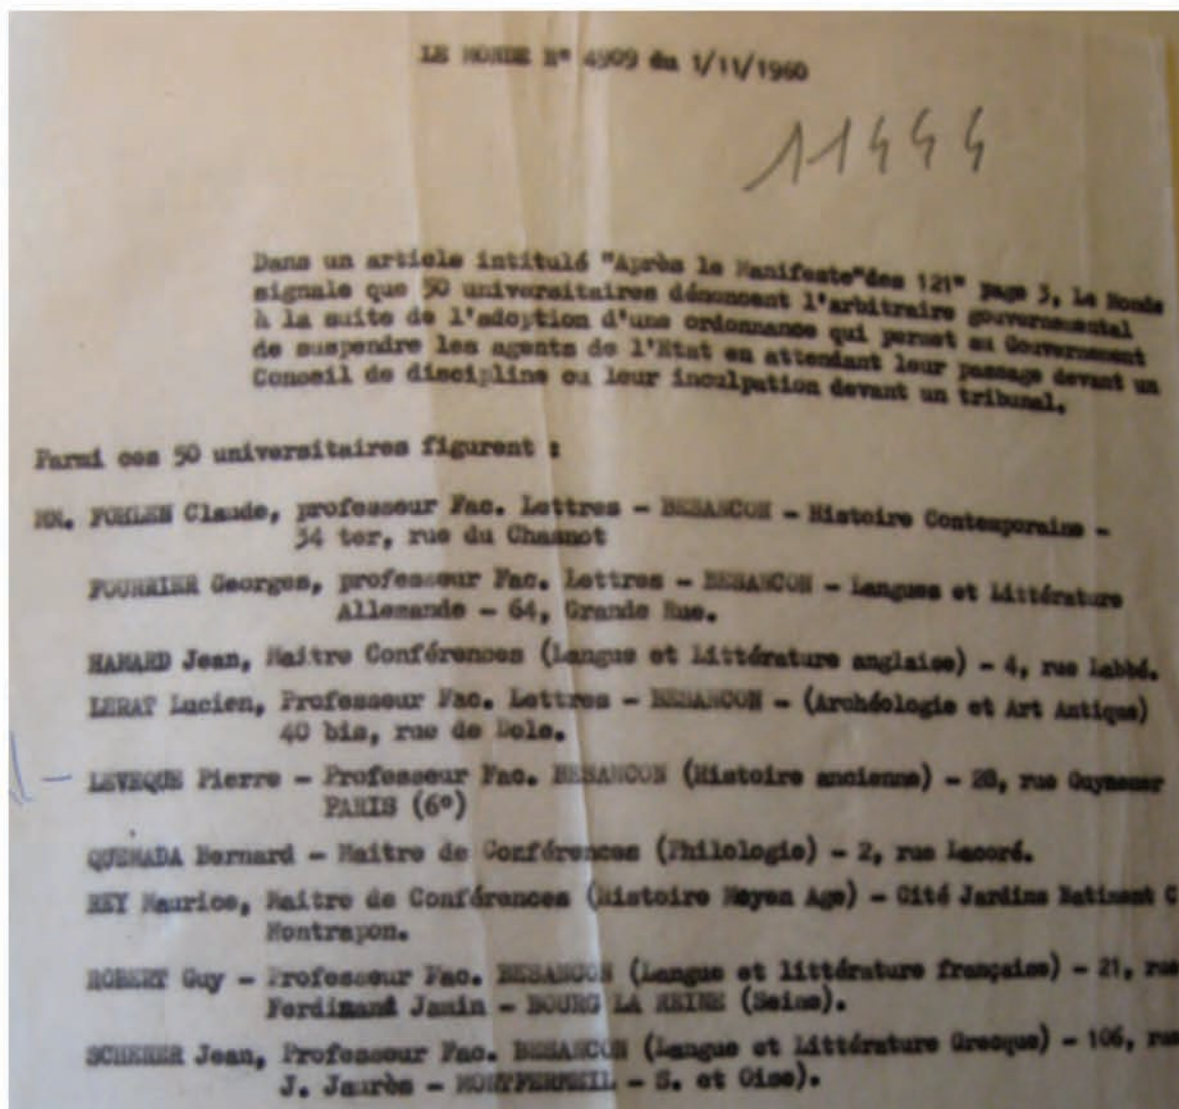 LE MONDE N° 4909 du 1/11/1960
11444
Dans un article intitulé "Après le Manifeste"des 121" page 3, Le Monde
signale que 50 universitaires dénoncent l'arbitraire gouvernemental
à la suite de l'adoption d'une ordonnance qui permet au Gouvernement
de suspendre les agents de l'Etat en attendant leur passage devant un
Conseil de discipline ou leur inculpation devant un tribunal.
Parmi ces 50 universitaires figurent :
MM. FOHLEN Claude, professeur Fac. Lettres - BESANCON - Histoire Contemporaine -
34 ter, rue du Chasnot
FOURRIER Georges, professeur Fac. Lettres - BESANCON - Langues et Littérature
Allemande - 64, Grande Rue.
HAMARD Jean, Maitre Conférences (Langue et Littérature anglaise) - 4, rue Labbé.
LERAT Lucien, Professeur Fac. Lettres - BESANCON - (Archéologie et Art Antique)
40 bis, rue de Dole.
LEVEQUE Pierre - Professeur Fac. BESANCON (Histoire ancienne) - 28, rue Guynemer
PARIS (6°)
QUEMADA Bernard - Maitre de Conférences (Philologie) - 2, rue Lacoré.
REY Maurice, Maitre de Conférences (Histoire Moyen Age) - Cité Jardins Batiment C
Montrapon.
ROBERT Guy - Professeur Fac. BESANCON (Langue et littérature française) - 21, rue
Ferdinand Jamin - BOURG LA REINE (Seine).
SCHERER Jean, Professeur Fac. BESANCON (Langue et Littérature Grecque) - 106, rue
J. Jaurès - MONTFERMEIL - S. et Oise).